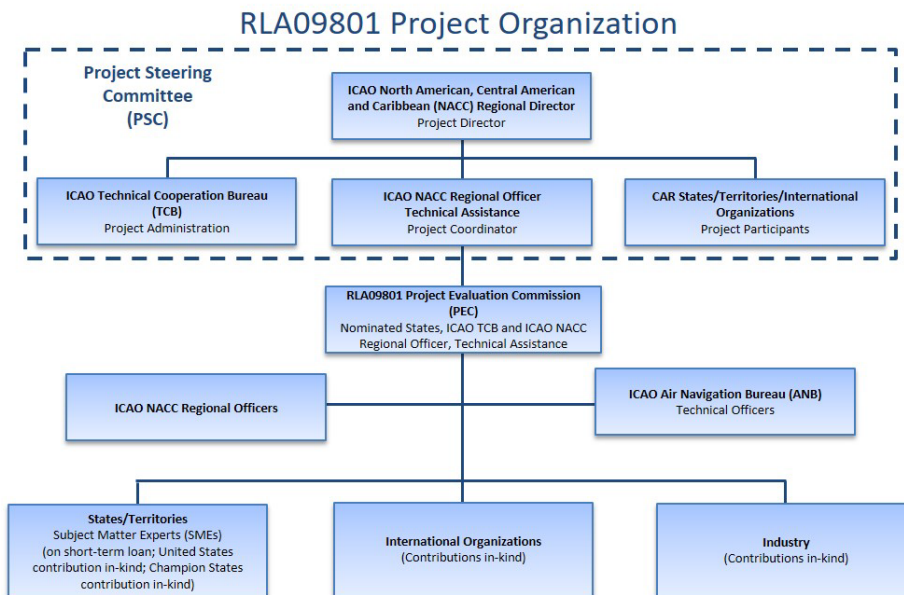 RLA09801 Project Organization
Project Steering
Committee
(PSC)
ICAO North American, Central American
and Caribbean (NACC) Regional Director
Project Director
ICAO Technical Cooperation Bureau
(TCB)
Project Administration
ICAO NACC Regional Officer
Technical Assistance
Project Coordinator
CAR States/Territories/International
Organizations
Project Participants
RLA09801 Project Evaluation Commission
(PEC)
Nominated States, ICAO TCB and ICAO NACC
Regional Officer, Technical Assistance
ICAO NACC Regional Officers
ICAO Air Navigation Bureau (ANB)
Technical Officers
States/Territories
Subject Matter Experts (SMEs)
(on short-term loan; United States
contribution in-kind; Champion States
contribution in-kind)
International Organizations
(Contributions in-kind)
Industry
(Contributions in-kind)